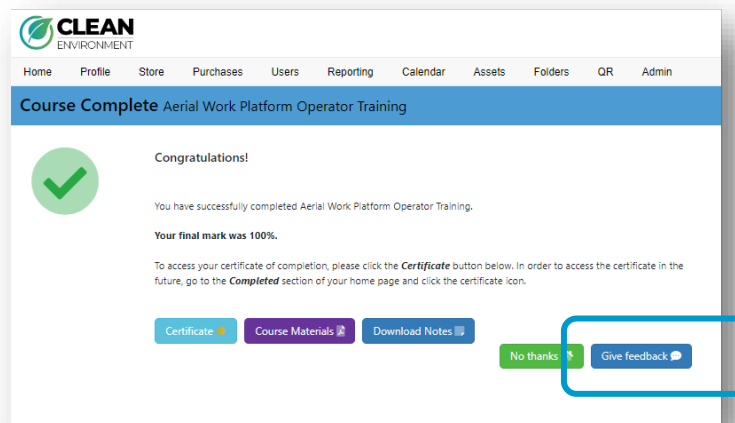 CLEAN
ENVIRONMENT
Home Profile Store Purchases Users Reporting Calendar Assets Folders QR Admin
Course Complete Aerial Work Platform Operator Training
Congratulations!
You have successfully completed Aerial Work Platform Operator Training.
Your final mark was 100%.
To access your certificate of completion, please click the Certificate button below. In order to access the certificate in the
future, go to the Completed section of your home page and click the certificate icon.
Certificate Course Materials Download Notes
No thanks Give feedback